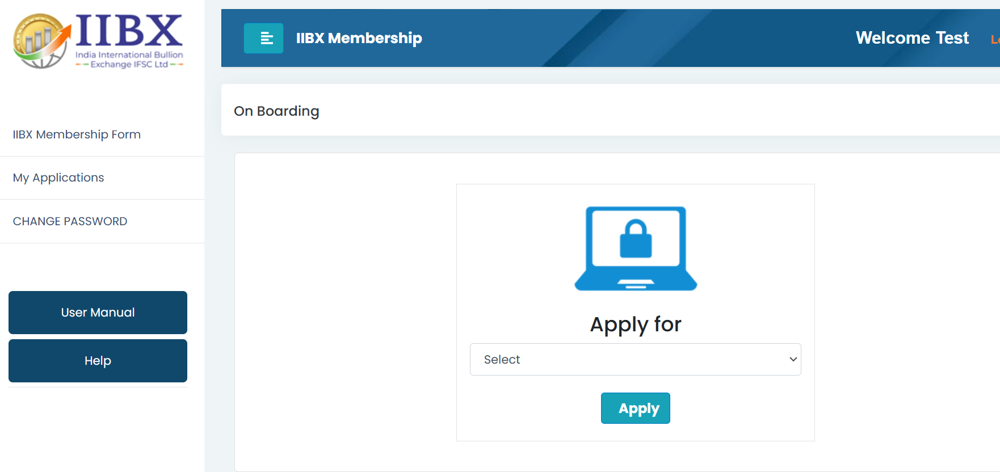 IIBX
India International Bullion
Exchange IFSC Ltd
IIBX Membership
Welcome Test
On Boarding
IIBX Membership Form
My Applications
CHANGE PASSWORD
User Manual
Help
Apply for
Select
Apply